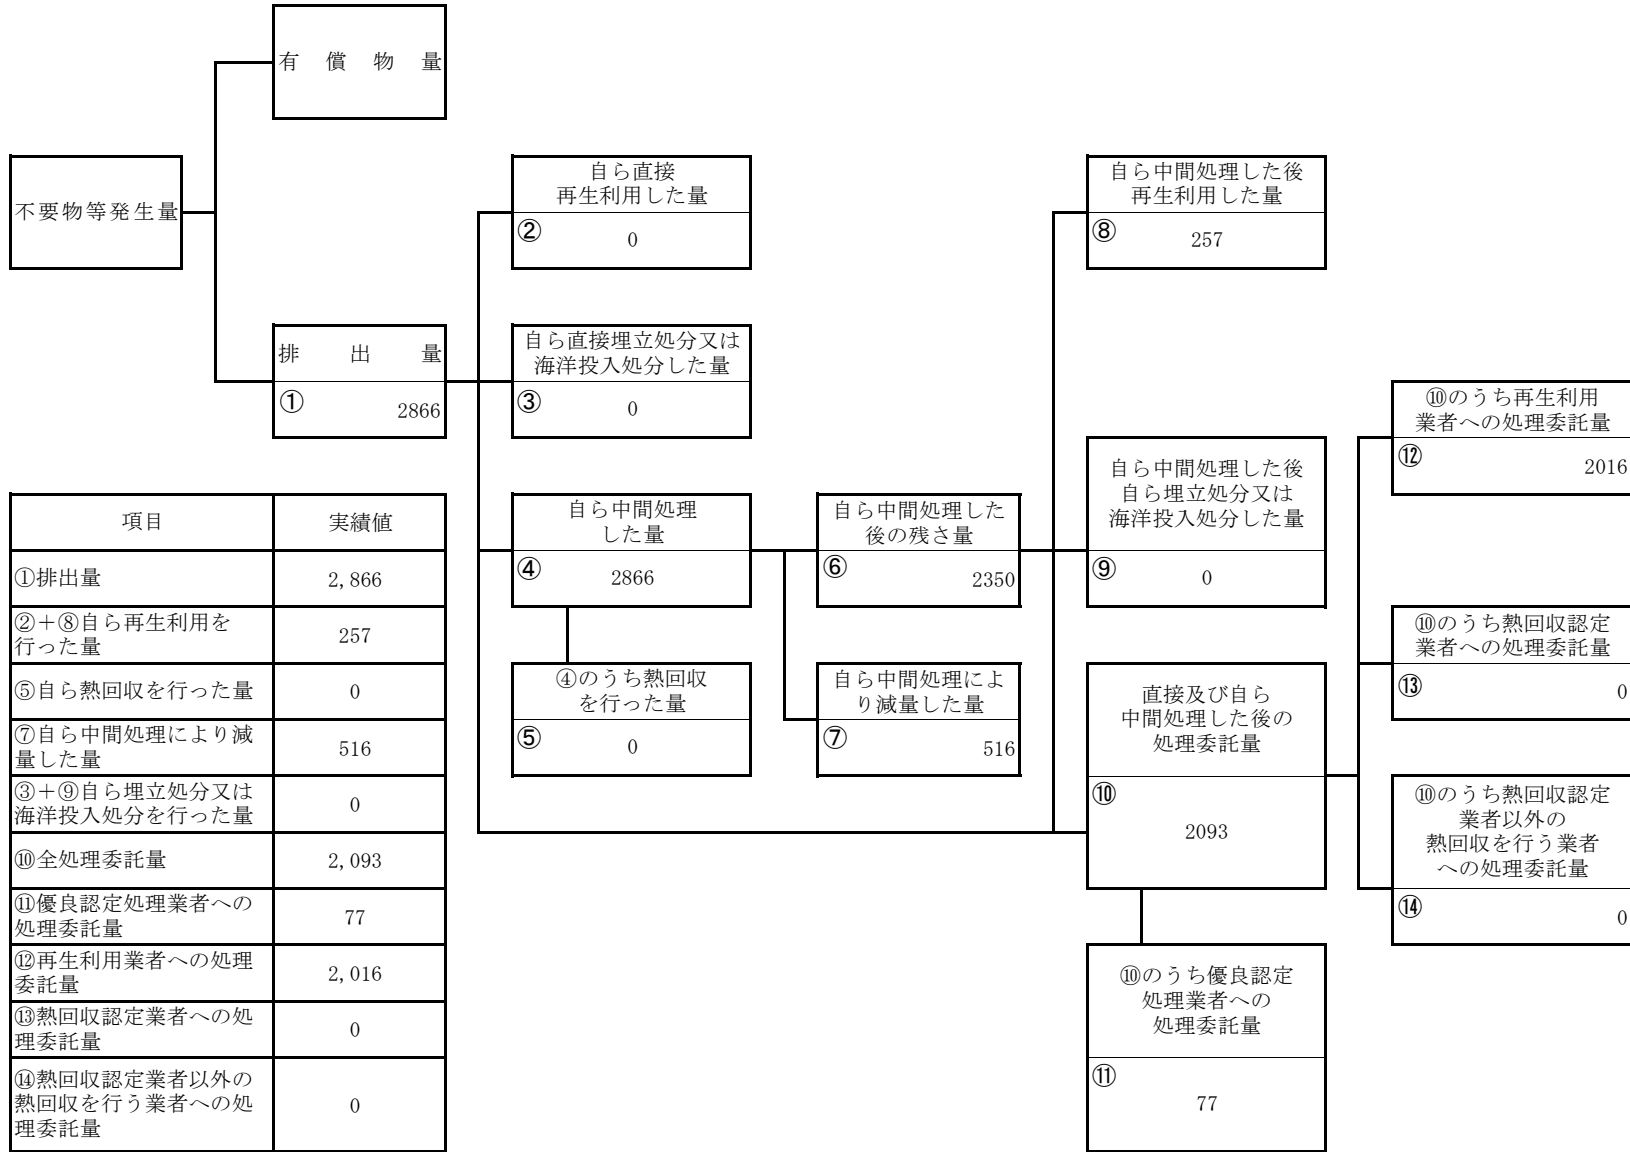 有償物量
不要物等発生量
自ら直接
再生利用した量
②
0
自ら中間処理した後
再生利用した量
⑧
257
排出量
①
2866
自ら直接埋立処分又は
海洋投入処分した量
③
0
⑩のうち再生利用
業者への処理委託量
⑫
2016
自ら中間処理
した量
④
2866
自ら中間処理した
後の残さ量
⑥
2350
自ら中間処理した後
自ら埋立処分又は
海洋投入処分した量
⑨
0
⑩のうち熱回収認定
業者への処理委託量
⑬
0
④のうち熱回収
を行った量
⑤
0
自ら中間処理によ
り減量した量
⑦
516
直接及び自ら
中間処理した後の
処理委託量
⑩
2093
⑩のうち熱回収認定
業者以外の
熱回収を行う業者
への処理委託量
⑭
0
⑩のうち優良認定
処理業者への
処理委託量
⑪
77
項目 実績値
①排出量 2,866
②+⑧自ら再生利用を
行った量 257
⑤自ら熱回収を行った量 0
⑦自ら中間処理により減
量した量 516
③+⑨自ら埋立処分又は
海洋投入処分を行った量 0
⑩全処理委託量 2,093
⑪優良認定処理業者への
処理委託量 77
⑫再生利用業者への処理
委託量 2,016
⑬熱回収認定業者への処
理委託量 0
⑭熱回収認定業者以外の
熱回収を行う業者への処
理委託量 0